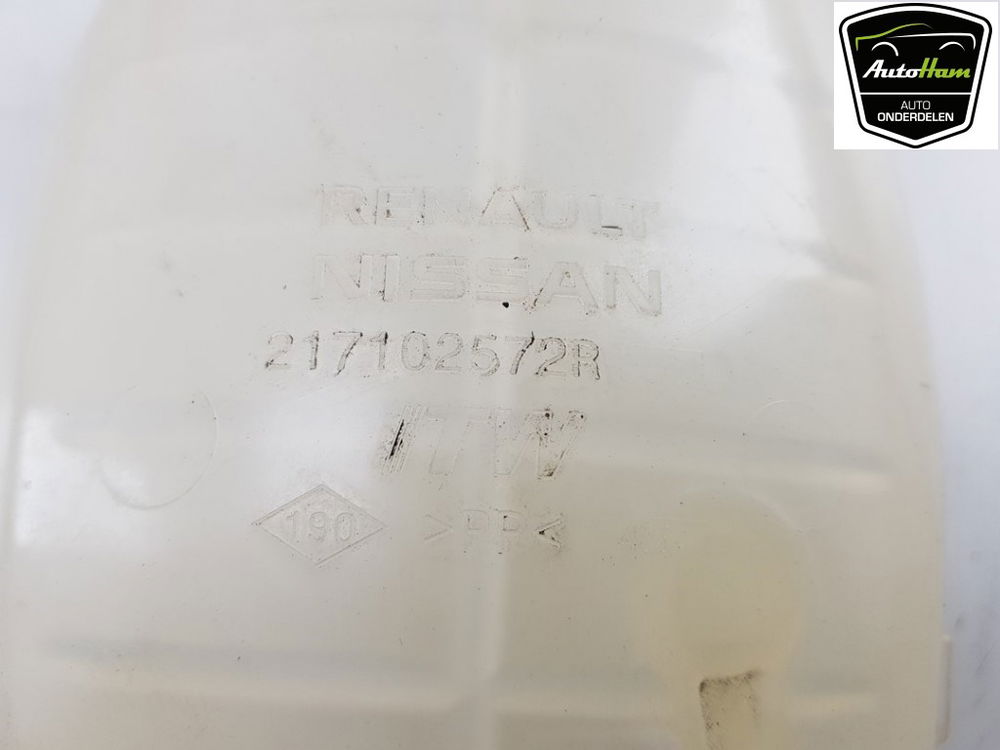 AutoHam
AUTO
ONDERDELEN
RENAULT
NISSAN
217102572R
ITW
190
>PP<